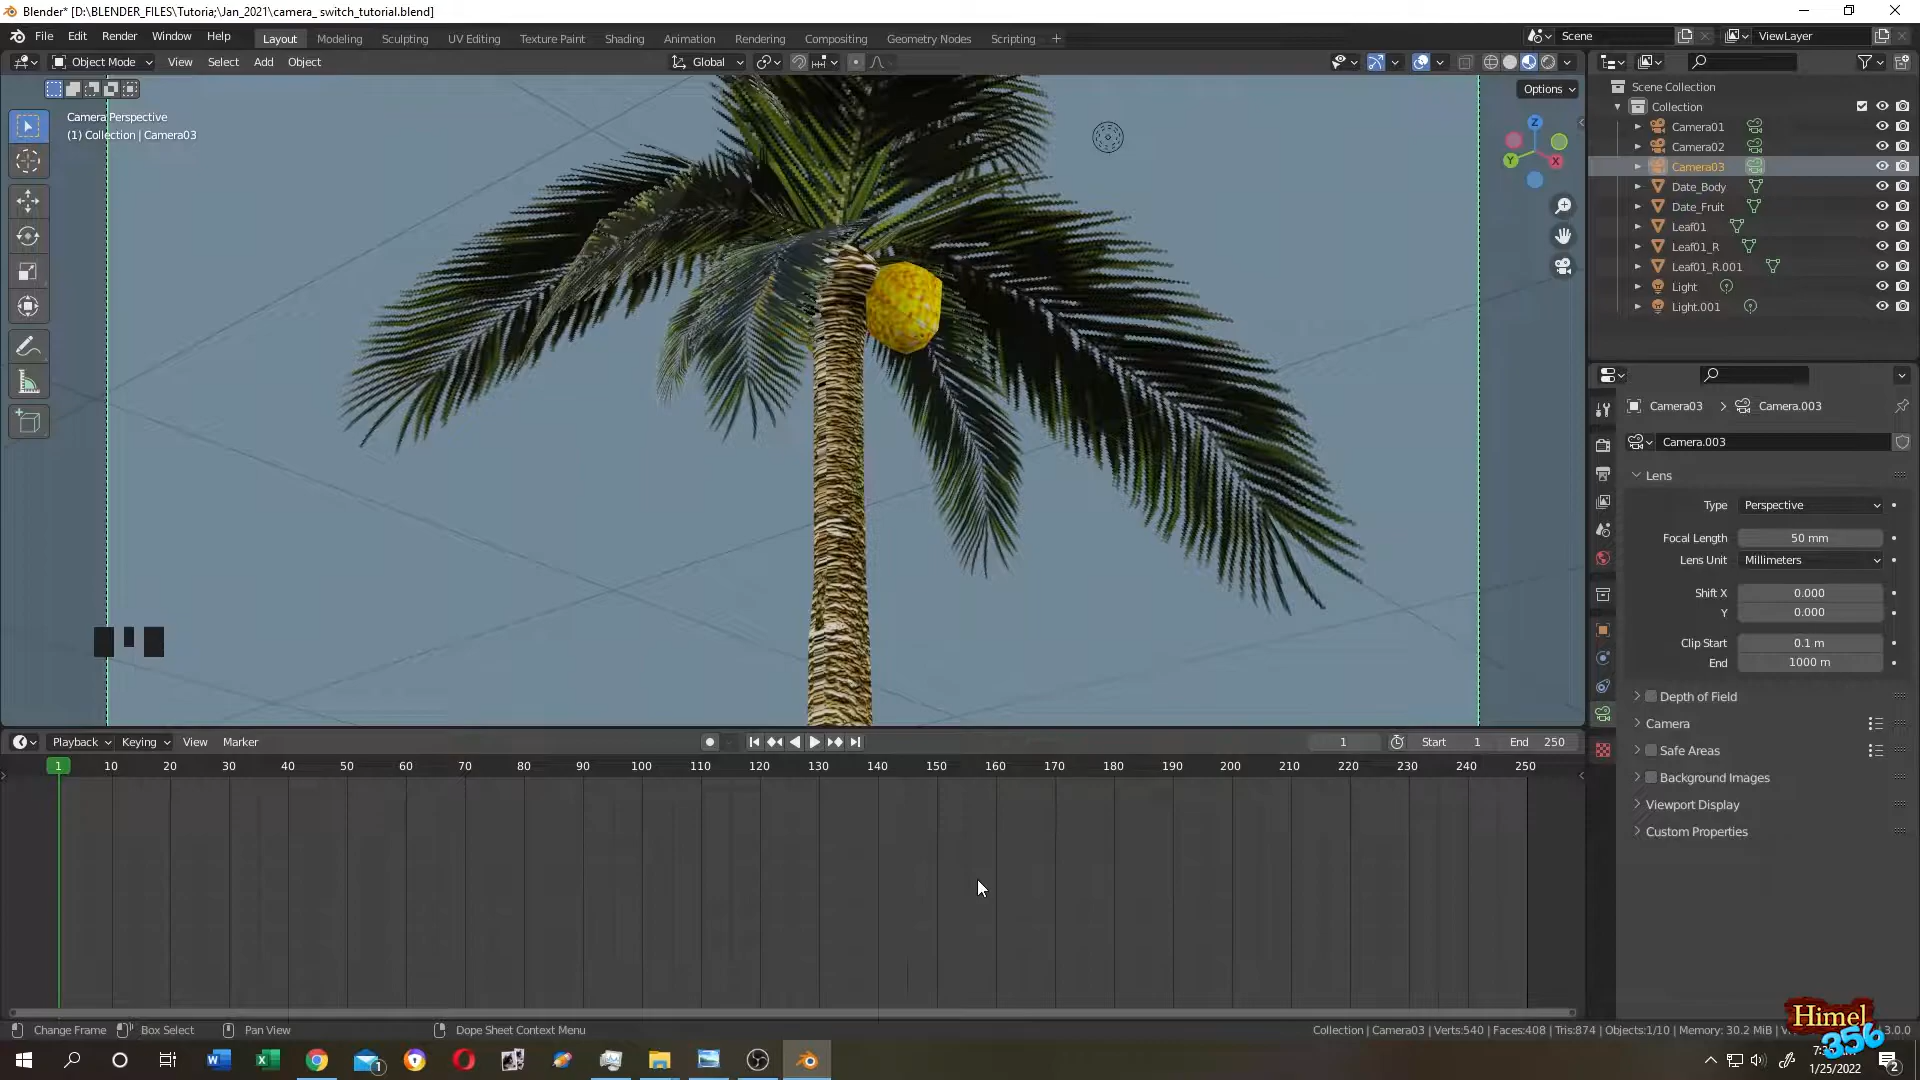 Blender* [D:\BLENDER_FILES\Tutoria;\Jan_2021\camera_ switch_tutorial.blend]
File Edit Render Window Help Layout Modeling Sculpting UV Editing Texture Paint Shading Animation Rendering Compositing Geometry Nodes Scripting + Scene ViewLayer
Object Mode View Select Add Object Global
Options
Camera Perspective
(1) Collection | Camera03
Z
Y
X
Scene Collection
Collection
Camera01
Camera02
Camera03
Date_Body
Date_Fruit
Leaf01
Leaf01_R
Leaf01_R.001
Light
Light.001
Camera03 > Camera.003
Camera.003
Lens
Type Perspective
Focal Length 50 mm
Lens Unit Millimeters
Shift X 0.000
Y 0.000
Clip Start 0.1 m
End 1000 m
Depth of Field
Camera
Safe Areas
Background Images
Viewport Display
Custom Properties
Playback Keying View Marker 1 Start 1 End 250
1 10 20 30 40 50 60 70 80 90 100 110 120 130 140 150 160 170 180 190 200 210 220 230 240 250
Change Frame Box Select Pan View Dope Sheet Context Menu
Collection | Camera03 | Verts:540 | Faces:408 | Tris:874 | Objects:1/10 | Memory: 30.2 MiB
3.0.0
Himel
356
1/25/2022
1
2